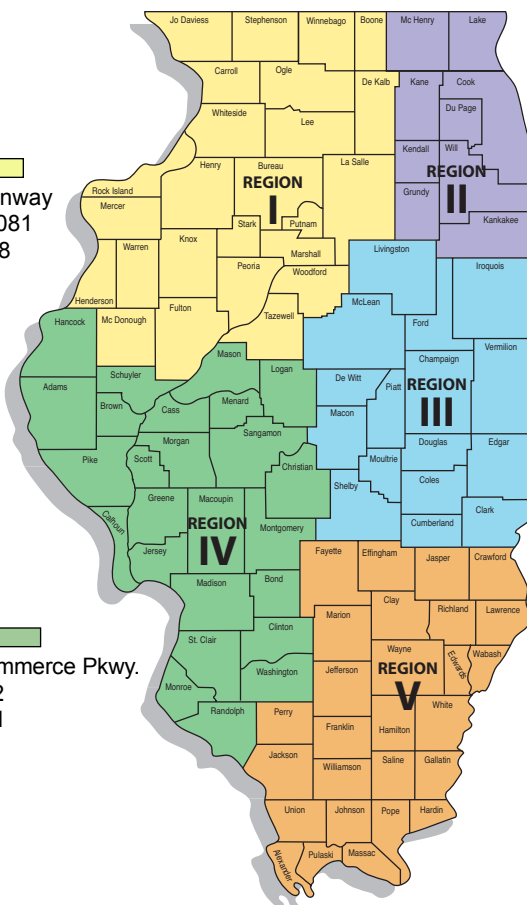 Jo Daviess
Stephenson
Winnebago
Boone
Mc Henry
Lake
Carroll
Ogle
De Kalb
Kane
Cook
Du Page
Whiteside
Lee
Kendall
Will
Henry
Bureau
La Salle
REGION
I
REGION
II
Rock Island
Mercer
Grundy
Stark
Putnam
Kankakee
nway
081
8
Warren
Knox
Marshall
Livingston
Peoria
Woodford
Iroquois
Henderson
Hancock
Mc Donough
Fulton
Tazewell
McLean
Ford
Mason
Logan
Champaign
Vermilion
Adams
Schuyler
Brown
Cass
Menard
De Witt
Piatt
REGION
III
Macon
Pike
Scott
Morgan
Sangamon
Christian
Moultrie
Douglas
Edgar
Shelby
Coles
Greene
Macoupin
Calhoun
REGION
IV
Montgomery
Cumberland
Clark
Jersey
Fayette
Effingham
Jasper
Crawford
Madison
Bond
Clay
Richland
Lawrence
Marion
St. Clair
Clinton
Wayne
Edwards
Wabash
mmerce Pkwy.
2
1
Washington
Jefferson
REGION
V
Monroe
Randolph
Perry
White
Franklin
Hamilton
Jackson
Williamson
Saline
Gallatin
Union
Johnson
Pope
Hardin
Alexander
Pulaski
Massac